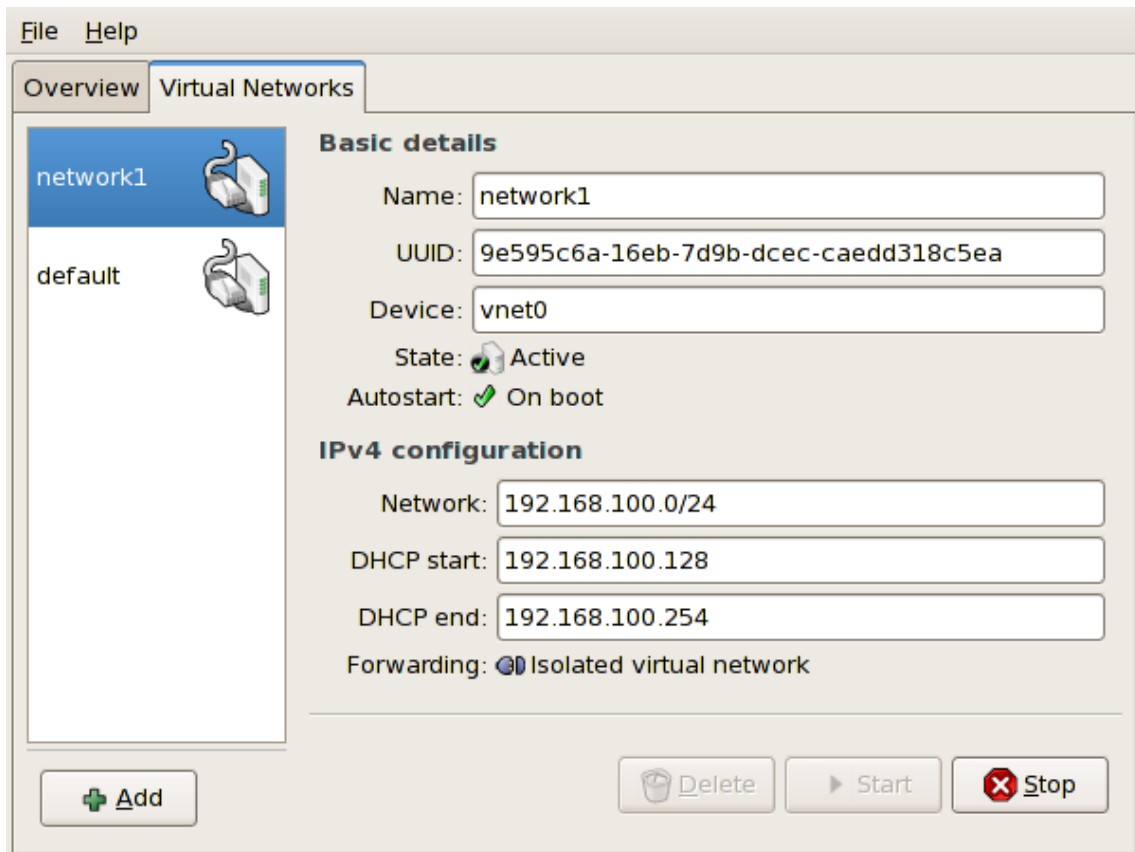 File Help
Overview Virtual Networks
network1
default
Basic details
Name: network1
UUID: 9e595c6a-16eb-7d9b-dcec-caedd318c5ea
Device: vnet0
State: Active
Autostart: On boot
IPv4 configuration
Network: 192.168.100.0/24
DHCP start: 192.168.100.128
DHCP end: 192.168.100.254
Forwarding: Isolated virtual network
Add
Delete Start Stop